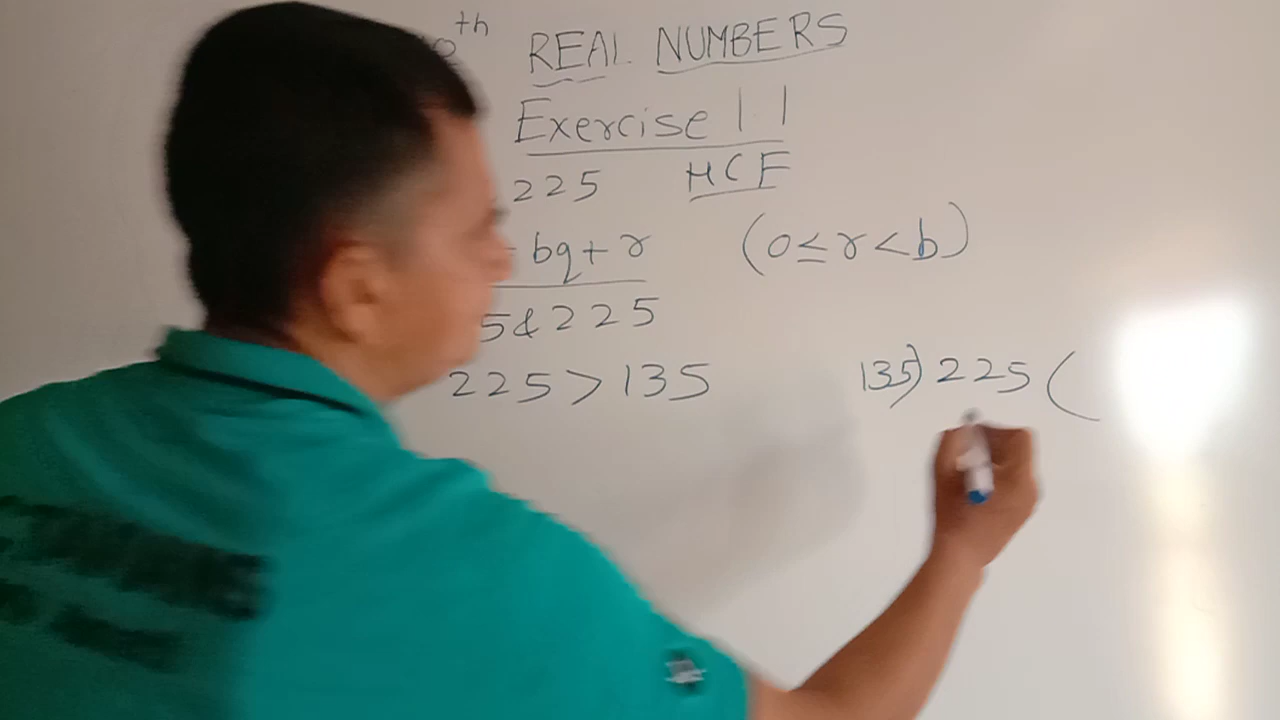 th
REAL NUMBERS
Exercise 1.1
225 HCF
bq + r (0 ≤ r < b)
5 & 225
225 > 135
135) 225 (